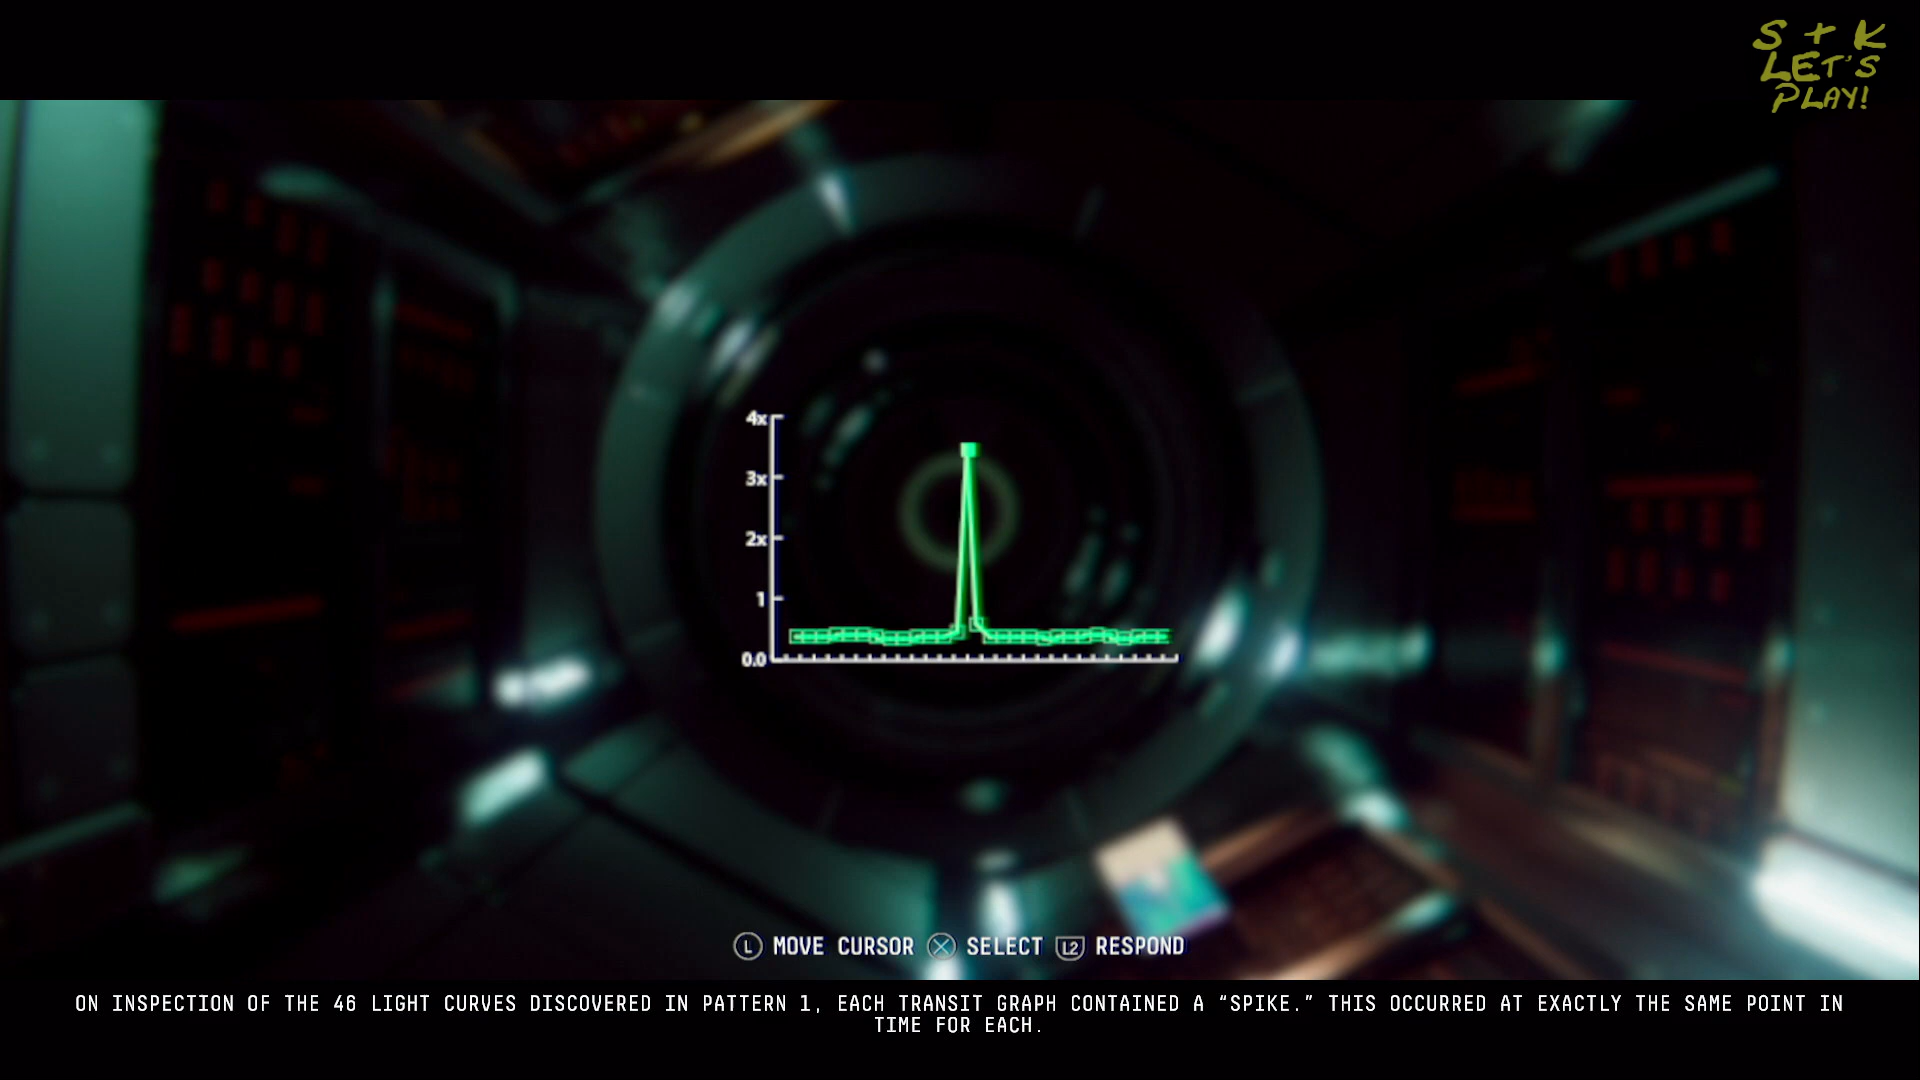 S + K
LET'S
PLAY!
4x
3x
2x
1
0.0
L MOVE CURSOR SELECT L2 RESPOND
ON INSPECTION OF THE 46 LIGHT CURVES DISCOVERED IN PATTERN 1, EACH TRANSIT GRAPH CONTAINED A “SPIKE.” THIS OCCURRED AT EXACTLY THE SAME POINT IN
TIME FOR EACH.